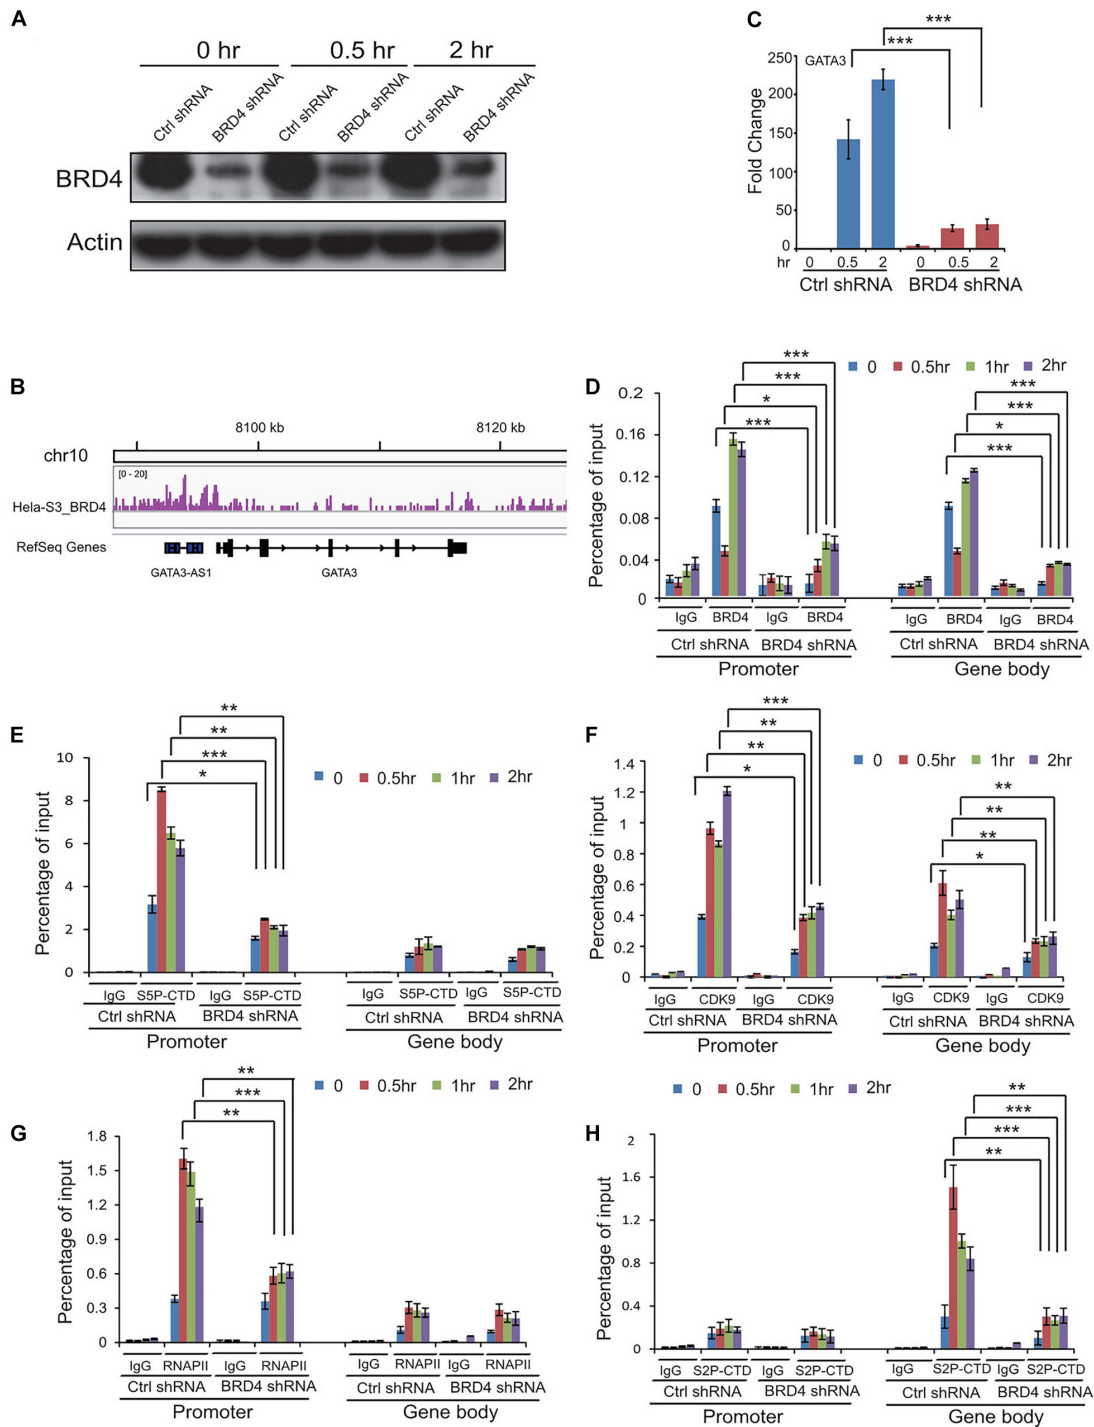 A
0 hr 0.5 hr 2 hr
Ctrl shRNA BRD4 shRNA Ctrl shRNA BRD4 shRNA Ctrl shRNA BRD4 shRNA
BRD4
Actin
C
*** 
***
GATA3
Fold Change
250
200
150
100
50
0
hr 0 0.5 2 0 0.5 2
Ctrl shRNA BRD4 shRNA
B
8100 kb 8120 kb
chr10
[0 - 20]
Hela-S3_BRD4
RefSeq Genes
GATA3-AS1 GATA3
D
0 0.5hr 1hr 2hr
*** *** * ***
*** *** * ***
Percentage of input
0.2
0.16
0.12
0.08
0.04
0
IgG BRD4 IgG BRD4 IgG BRD4 IgG BRD4
Ctrl shRNA BRD4 shRNA Ctrl shRNA BRD4 shRNA
Promoter Gene body
E
0 0.5hr 1hr 2hr
** ** *** *
Percentage of input
10
8
6
4
2
0
IgG S5P-CTD IgG S5P-CTD IgG S5P-CTD IgG S5P-CTD
Ctrl shRNA BRD4 shRNA Ctrl shRNA BRD4 shRNA
Promoter Gene body
F
0 0.5hr 1hr 2hr
*** ** ** *
** ** ** *
Percentage of input
1.4
1.2
1
0.8
0.6
0.4
0.2
0
IgG CDK9 IgG CDK9 IgG CDK9 IgG CDK9
Ctrl shRNA BRD4 shRNA Ctrl shRNA BRD4 shRNA
Promoter Gene body
G
0 0.5hr 1hr 2hr
** *** **
Percentage of input
1.8
1.5
1.2
0.9
0.6
0.3
0
IgG RNAPII IgG RNAPII IgG RNAPII IgG RNAPII
Ctrl shRNA BRD4 shRNA Ctrl shRNA BRD4 shRNA
Promoter Gene body
H
0 0.5hr 1hr 2hr
** *** *** **
Percentage of input
2
1.6
1.2
0.8
0.4
0
IgG S2P-CTD IgG S2P-CTD IgG S2P-CTD IgG S2P-CTD
Ctrl shRNA BRD4 shRNA Ctrl shRNA BRD4 shRNA
Promoter Gene body